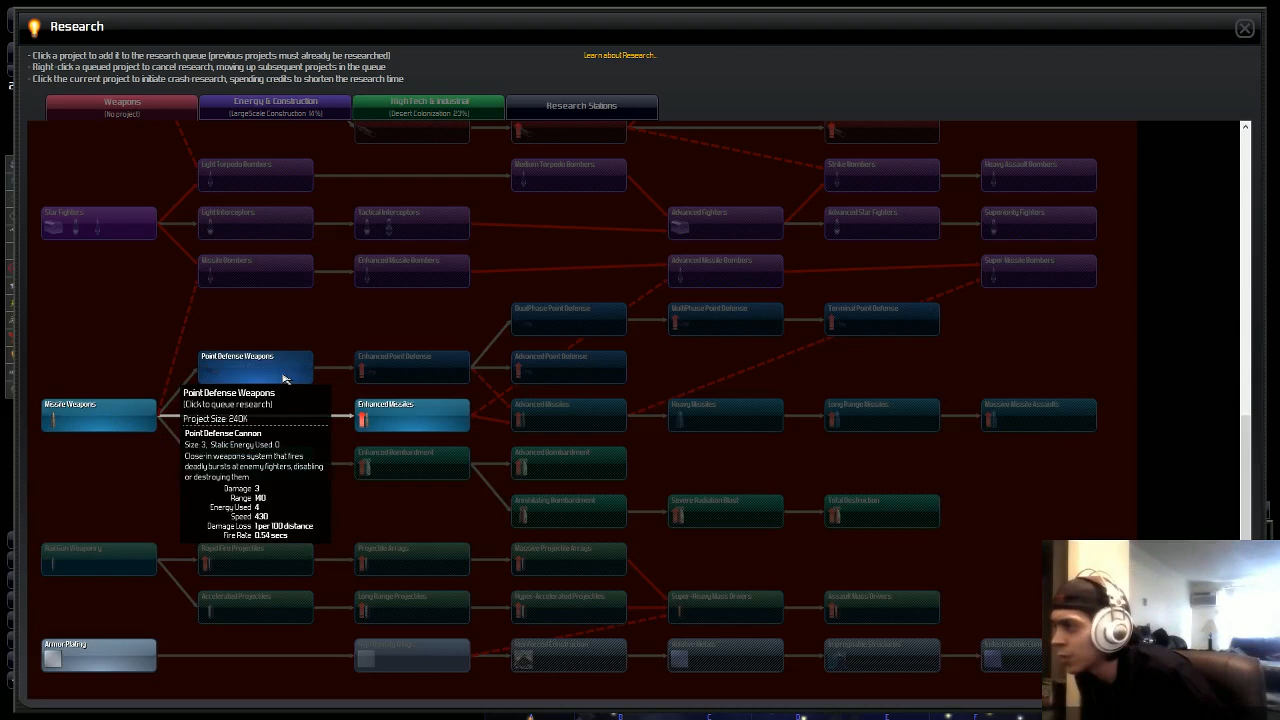 Research
- Click a project to add it to the research queue (previous projects must already be researched)
- Right-click a queued project to cancel research, moving up subsequent projects in the queue
- Click the current project to initiate crash-research, spending credits to shorten the research time
Learn about Research...
Weapons
(No project)
Energy & Construction
(LargeScale Construction 14%)
HighTech & Industrial
(Desert Colonization 23%)
Research Stations
Light Torpedo Bombers
Medium Torpedo Bombers
Strike Bombers
Heavy Assault Bombers
Star Fighters
Light Interceptors
Tactical Interceptors
Advanced Fighters
Advanced Star Fighters
Superiority Fighters
Missile Bombers
Enhanced Missile Bombers
Advanced Missile Bombers
Super Missile Bombers
DualPhase Point Defense
MultiPhase Point Defense
Terminal Point Defense
Point Defense Weapons
Enhanced Point Defense
Advanced Point Defense
Missile Weapons
Enhanced Missiles
Advanced Missiles
Heavy Missiles
Long Range Missiles
Massive Missile Assaults
Point Defense Weapons
(Click to queue research)
Project Size: 240K
Point Defense Cannon
Size: 3, Static Energy Used: 0
Close-in weapons system that fires
deadly bursts at enemy fighters, disabling
or destroying them
Damage 3
Range 140
Energy Used 4
Speed 430
Damage Loss 1 per 100 distance
Fire Rate 0.54 secs
Enhanced Bombardment
Advanced Bombardment
Annihilating Bombardment
Severe Radiation Blast
Total Destruction
Rail Gun Weaponry
Rapid Fire Projectiles
Projectile Arrays
Massive Projectile Arrays
Accelerated Projectiles
Long Range Projectiles
Hyper-Accelerated Projectiles
Super-Heavy Mass Drivers
Assault Mass Drivers
Armor Plating
Reinforced Construction
Impregnable Structures